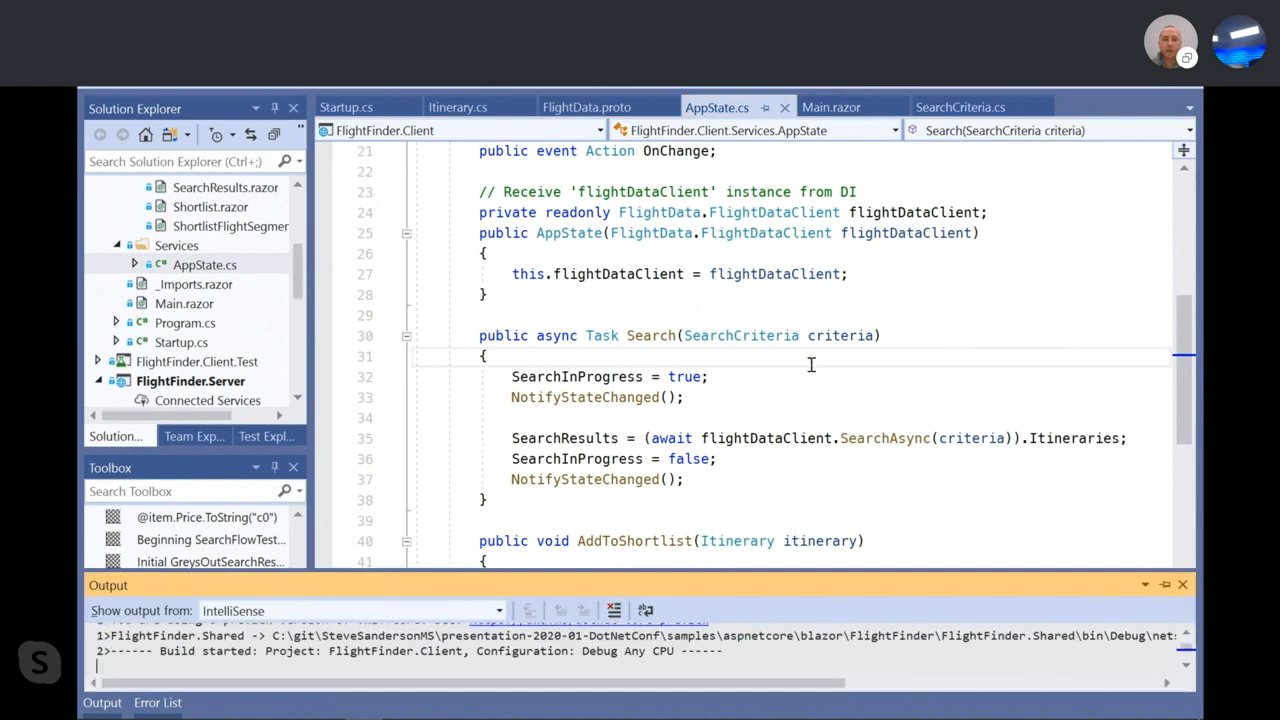 Solution Explorer
Search Solution Explorer (Ctrl+;)
SearchResults.razor
Shortlist.razor
ShortlistFlightSegmer
Services
AppState.cs
_Imports.razor
Main.razor
Program.cs
Startup.cs
FlightFinder.Client.Test
FlightFinder.Server
Connected Services
Solution... Team Exp... Test Expl...
Toolbox
Search Toolbox
@item.Price.ToString("c0")
Beginning SearchFlowTest...
Initial GreysOutSearchRes...
Startup.cs Itinerary.cs FlightData.proto AppState.cs Main.razor SearchCriteria.cs
FlightFinder.Client FlightFinder.Client.Services.AppState Search(SearchCriteria criteria)
21 public event Action OnChange;
22
23 // Receive 'flightDataClient' instance from DI
24 private readonly FlightData.FlightDataClient flightDataClient;
25 public AppState(FlightData.FlightDataClient flightDataClient)
26 {
27 this.flightDataClient = flightDataClient;
28 }
29
30 public async Task Search(SearchCriteria criteria)
31 {
32 SearchInProgress = true;
33 NotifyStateChanged();
34
35 SearchResults = (await flightDataClient.SearchAsync(criteria)).Itineraries;
36 SearchInProgress = false;
37 NotifyStateChanged();
38 }
39
40 public void AddToShortlist(Itinerary itinerary)
41 {
Output
Show output from: IntelliSense
1>FlightFinder.Shared -> C:\git\SteveSandersonMS\presentation-2020-01-DotNetConf\samples\aspnetcore\blazor\FlightFinder\FlightFinder.Shared\bin\Debug\nets
2>------ Build started: Project: FlightFinder.Client, Configuration: Debug Any CPU ------
Output Error List
S